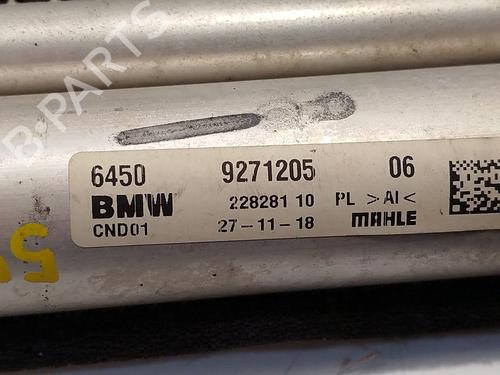 B-PARTS
6450 9271205 06
BMW 228281 10 PL >Al<
CND01 27-11-18 MAHLE